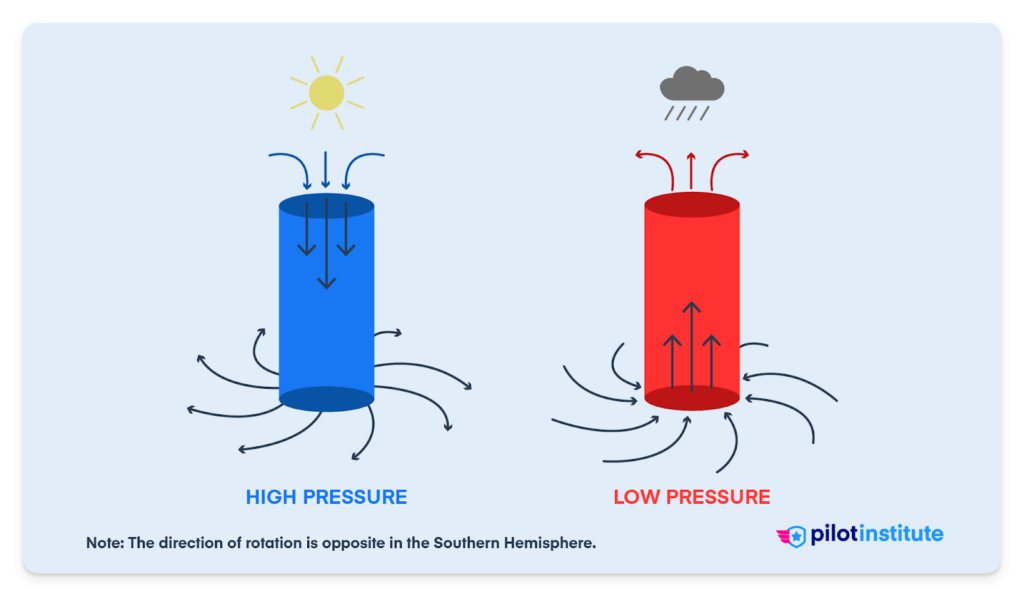 HIGH PRESSURE
LOW PRESSURE
Note: The direction of rotation is opposite in the Southern Hemisphere.
pilotinstitute